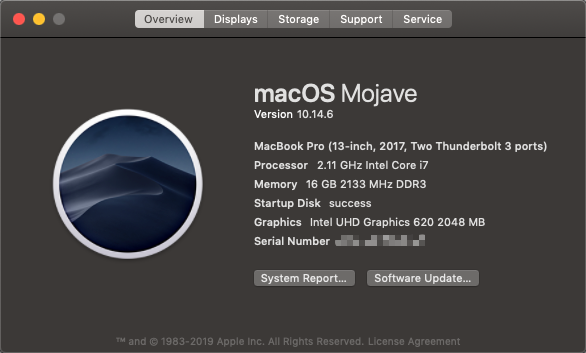 Overview Displays Storage Support Service
macOS Mojave
Version 10.14.6
MacBook Pro (13-inch, 2017, Two Thunderbolt 3 ports)
Processor 2.11 GHz Intel Core i7
Memory 16 GB 2133 MHz DDR3
Startup Disk success
Graphics Intel UHD Graphics 620 2048 MB
Serial Number
System Report... Software Update...
™ and © 1983-2019 Apple Inc. All Rights Reserved. License Agreement